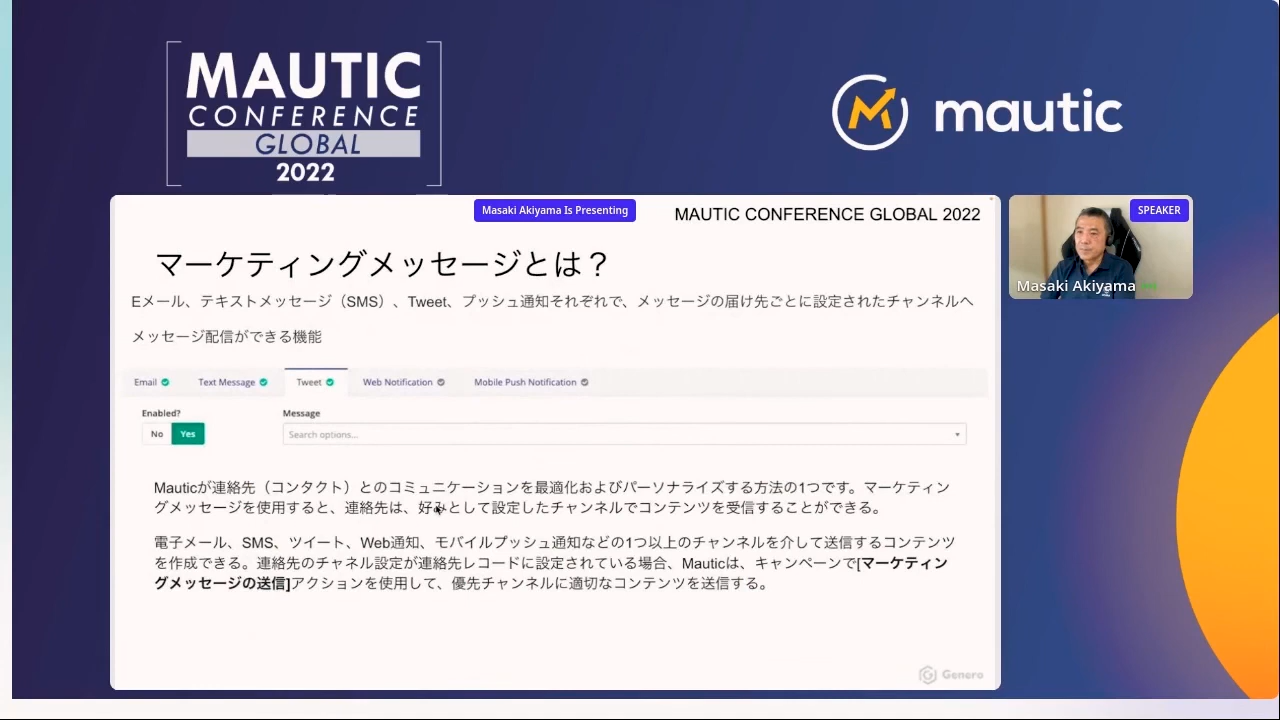 MAUTIC
CONFERENCE
GLOBAL
2022
mautic
Masaki Akiyama Is Presenting
MAUTIC CONFERENCE GLOBAL 2022
SPEAKER
Masaki Akiyama
マーケティングメッセージとは？
Eメール、テキストメッセージ（SMS）、Tweet、プッシュ通知それぞれで、メッセージの届け先ごとに設定されたチャンネルへ
メッセージ配信ができる機能
Email
Text Message
Tweet
Web Notification
Mobile Push Notification
Enabled?
Message
No
Yes
Search options...
Mauticが連絡先（コンタクト）とのコミュニケーションを最適化およびパーソナライズする方法の1つです。マーケティン
グメッセージを使用すると、連絡先は、好みとして設定したチャンネルでコンテンツを受信することができる。
電子メール、SMS、ツイート、Web通知、モバイルプッシュ通知などの1つ以上のチャンネルを介して送信するコンテンツ
を作成できる。連絡先のチャネル設定が連絡先レコードに設定されている場合、Mauticは、キャンペーンで[マーケティン
グメッセージの送信]アクションを使用して、優先チャンネルに適切なコンテンツを送信する。
Genero